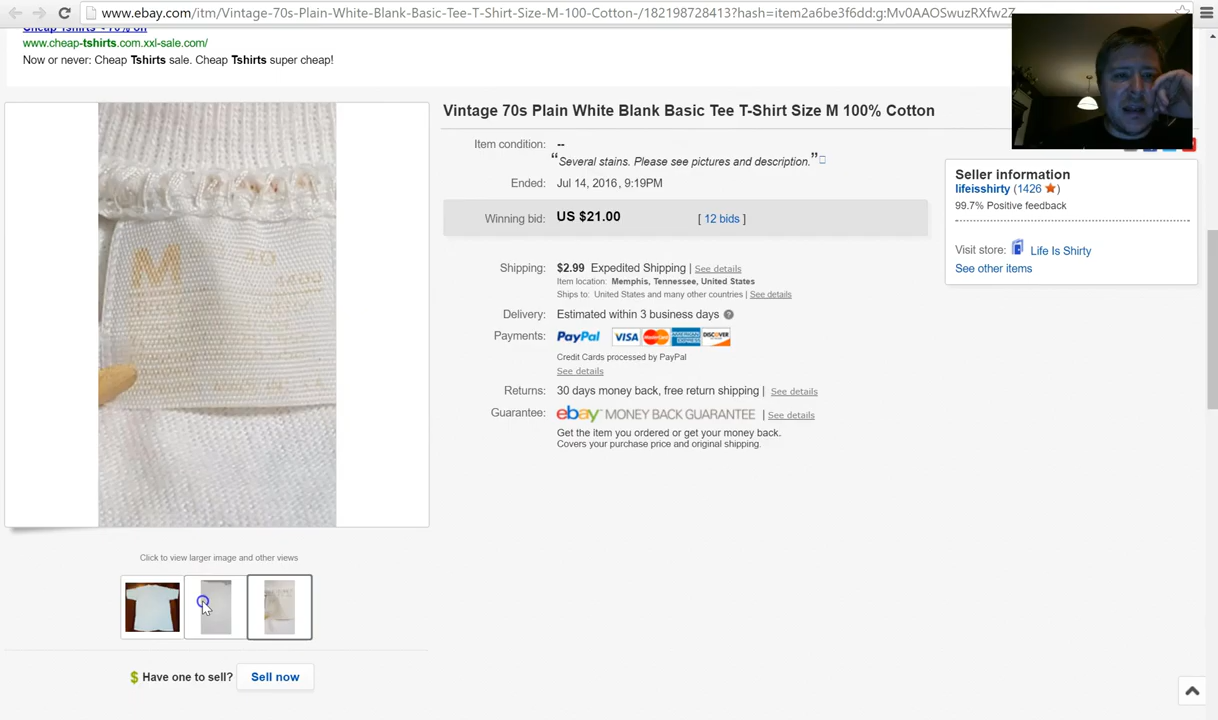 www.ebay.com/itm/Vintage-70s-Plain-White-Blank-Basic-Tee-T-Shirt-Size-M-100-Cotton-/182198728413?hash=item2a6be3f6dd:g:Mv0AAOSwuzRXfw2Z
Cheap Tshirts - 70% off
www.cheap-tshirts.com.xxl-sale.com/
Now or never: Cheap Tshirts sale. Cheap Tshirts super cheap!
Vintage 70s Plain White Blank Basic Tee T-Shirt Size M 100% Cotton
Item condition: --
“Several stains. Please see pictures and description.”
Ended: Jul 14, 2016 , 9:19PM
Winning bid: US $21.00 [ 12 bids ]
Shipping: $2.99 Expedited Shipping | See details
Item location: Memphis, Tennessee, United States
Ships to: United States and many other countries | See details
Delivery: Estimated within 3 business days ?
Payments: PayPal VISA MasterCard AMERICAN EXPRESS DISCOVER
Credit Cards processed by PayPal
See details
Returns: 30 days money back, free return shipping | See details
Guarantee: ebay MONEY BACK GUARANTEE | See details
Get the item you ordered or get your money back.
Covers your purchase price and original shipping.
Seller information
lifeisshirty (1426 )
99.7% Positive feedback
Visit store: Life Is Shirty
See other items
M 40
Click to view larger image and other views
$ Have one to sell? Sell now